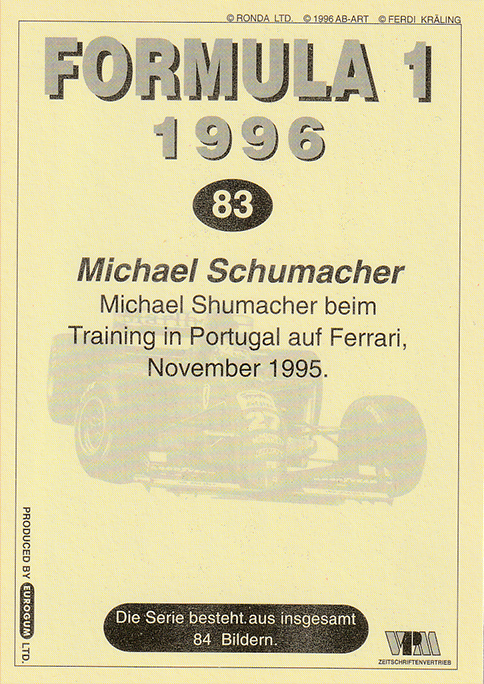 © RONDA LTD. © 1996 AB-ART © FERDI KRÄLING
FORMULA 1
1996
83
Michael Schumacher
Michael Shumacher beim
Training in Portugal auf Ferrari,
November 1995.
27
PRODUCED BY EUROGUM LTD.
Die Serie besteht.aus insgesamt
84 Bildern.
VPM
ZEITSCHRIFTENVERTRIEB